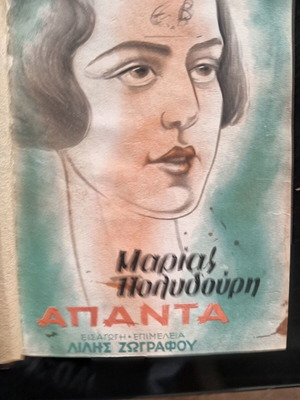 Ε Β
Μαρίας
Πολυδούρη
ΑΠΑΝΤΑ
ΕΙΣΑΓΩΓΗ • ΕΠΙΜΕΛΕΙΑ
ΛΙΛΗΣ ΖΩΓΡΑΦΟΥ